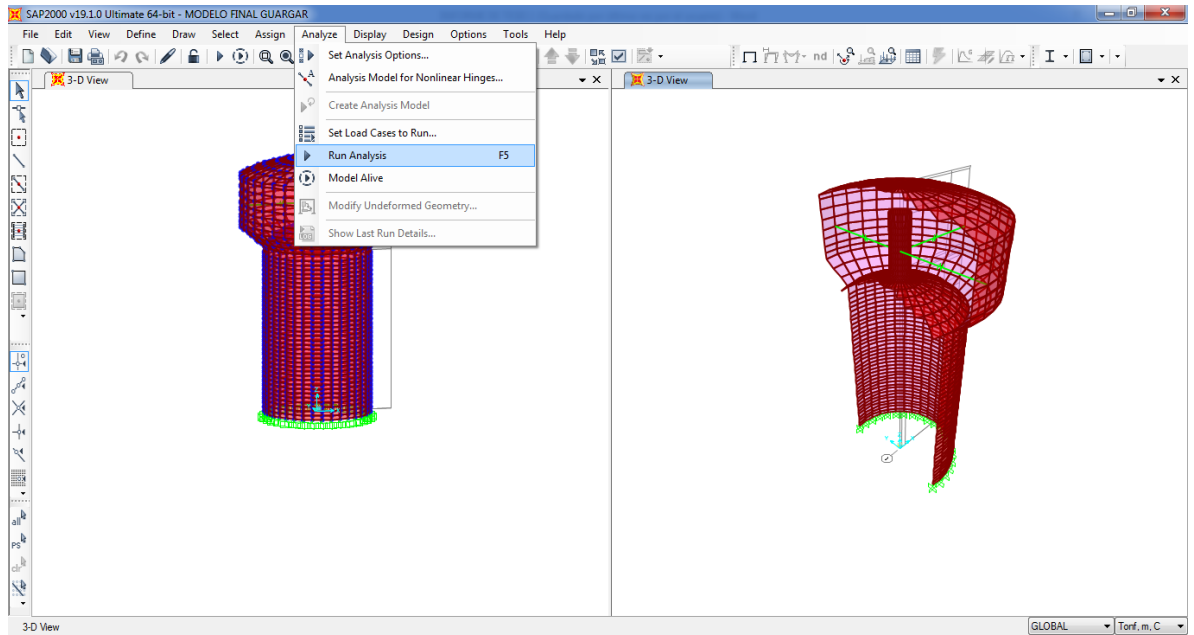 SAP2000 v19.1.0 Ultimate 64-bit - MODELO FINAL GUARGAR
File Edit View Define Draw Select Assign Analyze Display Design Options Tools Help
nd
3-D View
3-D View
Set Analysis Options...
Analysis Model for Nonlinear Hinges...
Create Analysis Model
Set Load Cases to Run...
Run Analysis F5
Model Alive
Modify Undeformed Geometry...
Show Last Run Details...
all
PS
clr
3-D View
GLOBAL
Tonf, m, C